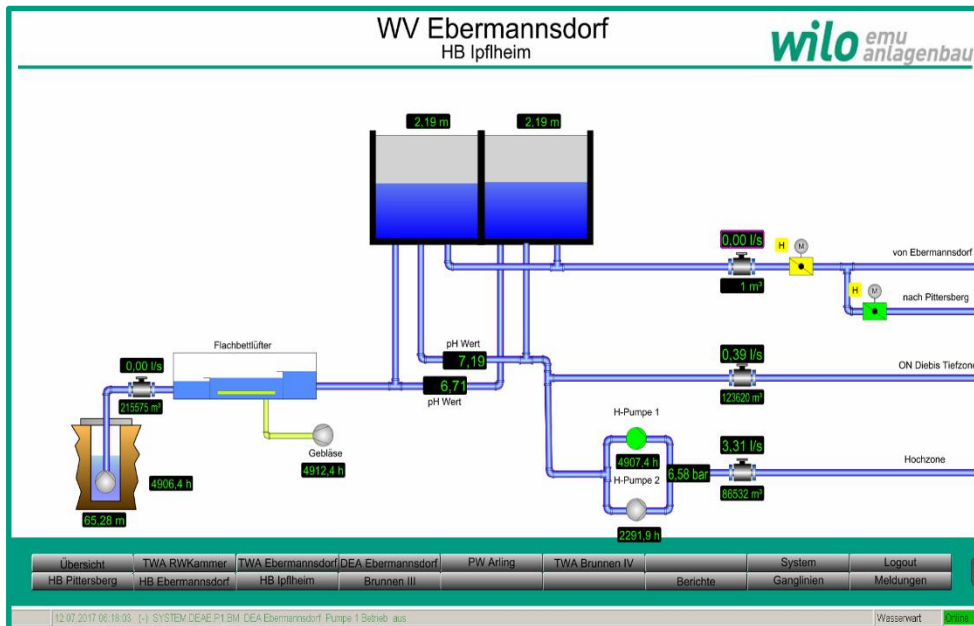 WV Ebermannsdorf
HB Ipflheim
wilo emu anlagenbau
2,19 m
2,19 m
0,00 l/s
H
M
von Ebermannsdorf
1 m³
H
M
nach Pittersberg
pH Wert
7,19
6,71
pH Wert
Flachbettlüfter
0,00 l/s
215575 m³
0,39 l/s
ON Diebis Tiefzone
123620 m³
H-Pumpe 1
4907,4 h
H-Pumpe 2
6,58 bar
2291,9 h
3,31 l/s
Hochzone
86532 m³
Gebläse
4912,4 h
4906,4 h
65,28 m
Übersicht TWA RWKammer TWA Ebermannsdorf DEA Ebermannsdorf PW Arling TWA Brunnen IV System Logout
HB Pittersberg HB Ebermannsdorf HB Ipflheim Brunnen III Berichte Ganglinien Meldungen
12.07.2017 06:18:03 [-] SYSTEM.DEAE.P1.BM DEA Ebermannsdorf Pumpe 1 Betrieb aus Wasserwart Online